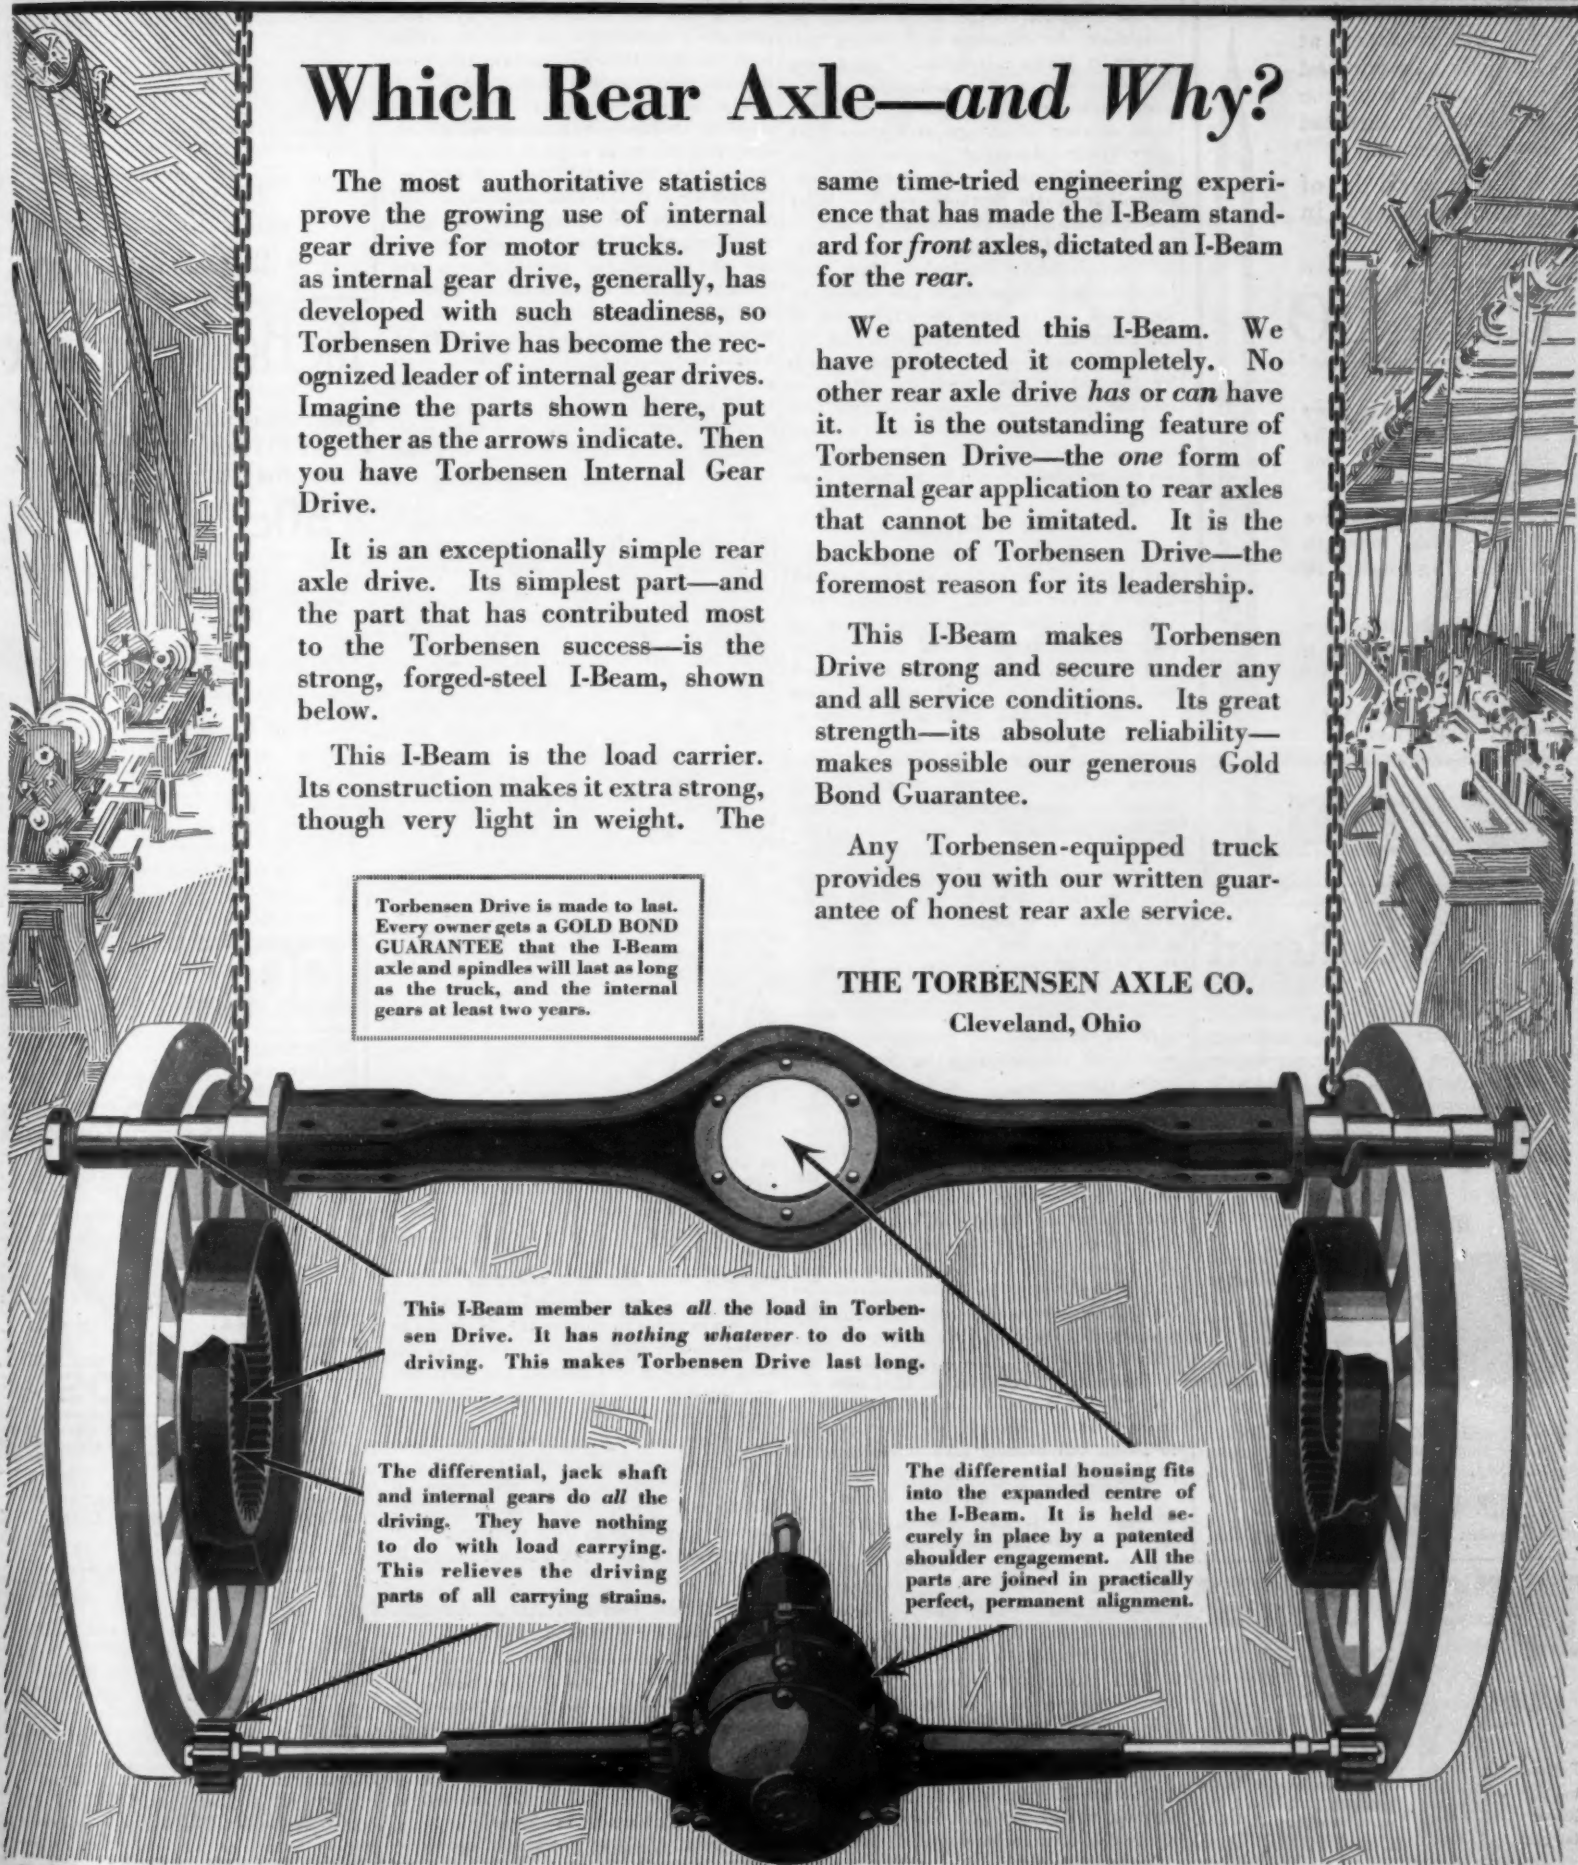 Which Rear Axle—and Why?
The most authoritative statistics
prove the growing use of internal
gear drive for motor trucks. Just
as internal gear drive, generally, has
developed with such steadiness, so
Torbensen Drive has become the rec-
ognized leader of internal gear drives.
Imagine the parts shown here, put
together as the arrows indicate. Then
you have Torbensen Internal Gear
Drive.
It is an exceptionally simple rear
axle drive. Its simplest part—and
the part that has contributed most
to the Torbensen success—is the
strong, forged-steel I-Beam, shown
below.
This I-Beam is the load carrier.
Its construction makes it extra strong,
though very light in weight. The
same time-tried engineering experi-
ence that has made the I-Beam stand-
ard for front axles, dictated an I-Beam
for the rear.
We patented this I-Beam. We
have protected it completely. No
other rear axle drive has or can have
it. It is the outstanding feature of
Torbensen Drive—the one form of
internal gear application to rear axles
that cannot be imitated. It is the
backbone of Torbensen Drive—the
foremost reason for its leadership.
This I-Beam makes Torbensen
Drive strong and secure under any
and all service conditions. Its great
strength—its absolute reliability—
makes possible our generous Gold
Bond Guarantee.
Any Torbensen-equipped truck
provides you with our written guar-
antee of honest rear axle service.
THE TORBENSEN AXLE CO.
Cleveland, Ohio
Torbensen Drive is made to last.
Every owner gets a GOLD BOND
GUARANTEE that the I-Beam
axle and spindles will last as long
as the truck, and the internal
gears at least two years.
This I-Beam member takes all the load in Torben-
sen Drive. It has nothing whatever to do with
driving. This makes Torbensen Drive last long.
The differential, jack shaft
and internal gears do all the
driving. They have nothing
to do with load carrying.
This relieves the driving
parts of all carrying strains.
The differential housing fits
into the expanded centre of
the I-Beam. It is held se-
curely in place by a patented
shoulder engagement. All the
parts are joined in practically
perfect, permanent alignment.